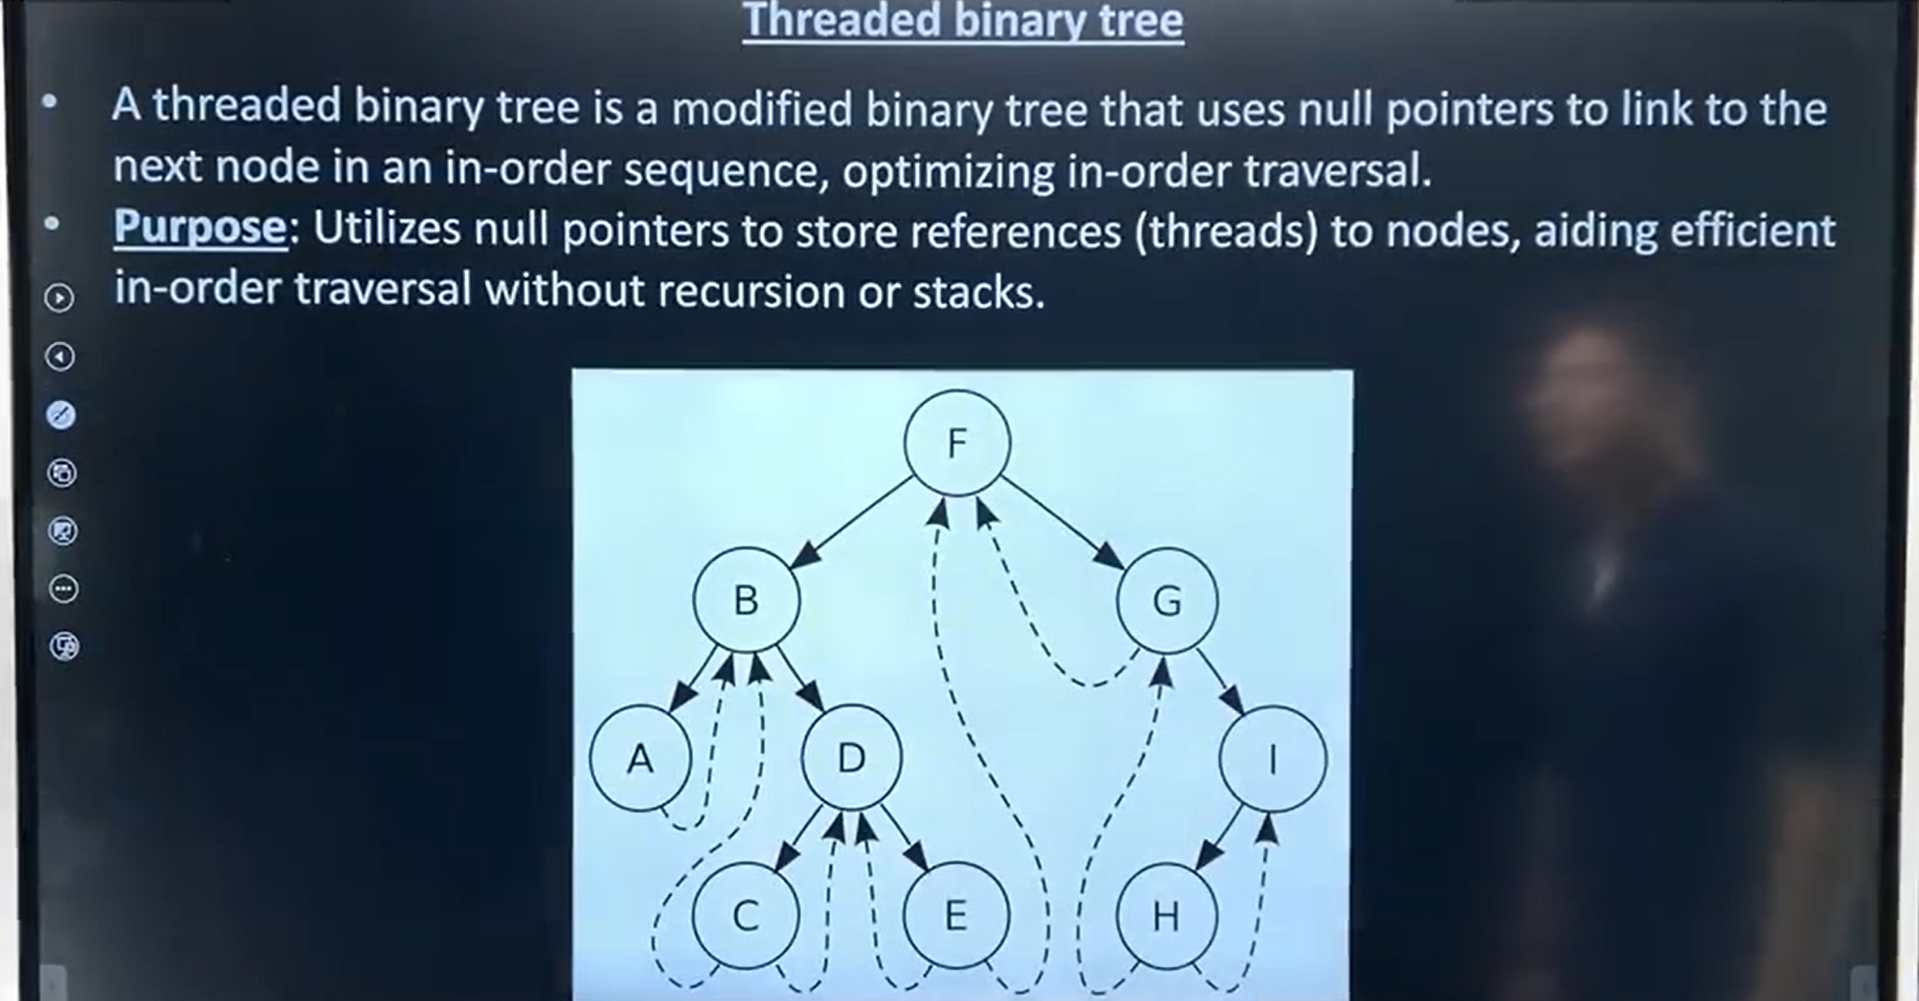 Threaded binary tree
• A threaded binary tree is a modified binary tree that uses null pointers to link to the
next node in an in-order sequence, optimizing in-order traversal.
• Purpose: Utilizes null pointers to store references (threads) to nodes, aiding efficient
in-order traversal without recursion or stacks.
F
B
G
A
D
I
C
E
H